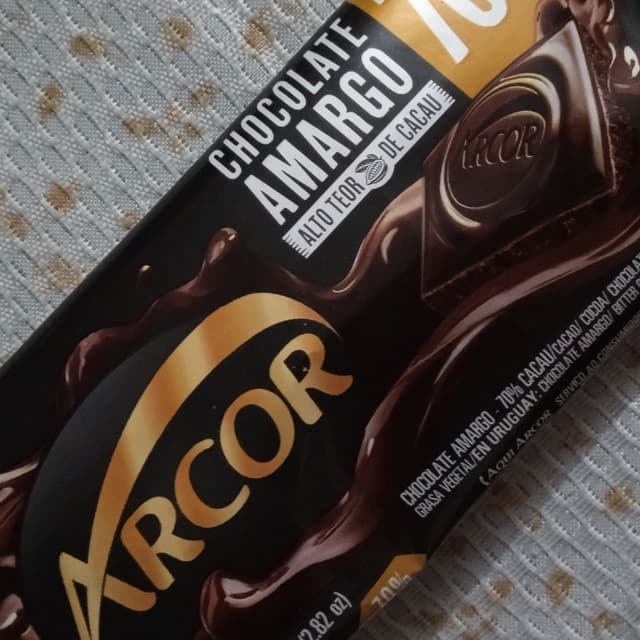 CHOCOLATE
AMARGO
ALTO TEOR DE CACAU
ARCOR
ARCOR
CHOCOLATE AMARGO - 70% CACAU/CACAO/ COCOA/ CHOCOLATE
GRASA VEGETAL/EN URUGUAY: CHOCOLATE AMARGO/ BITTER
(2.82 oz)
70%